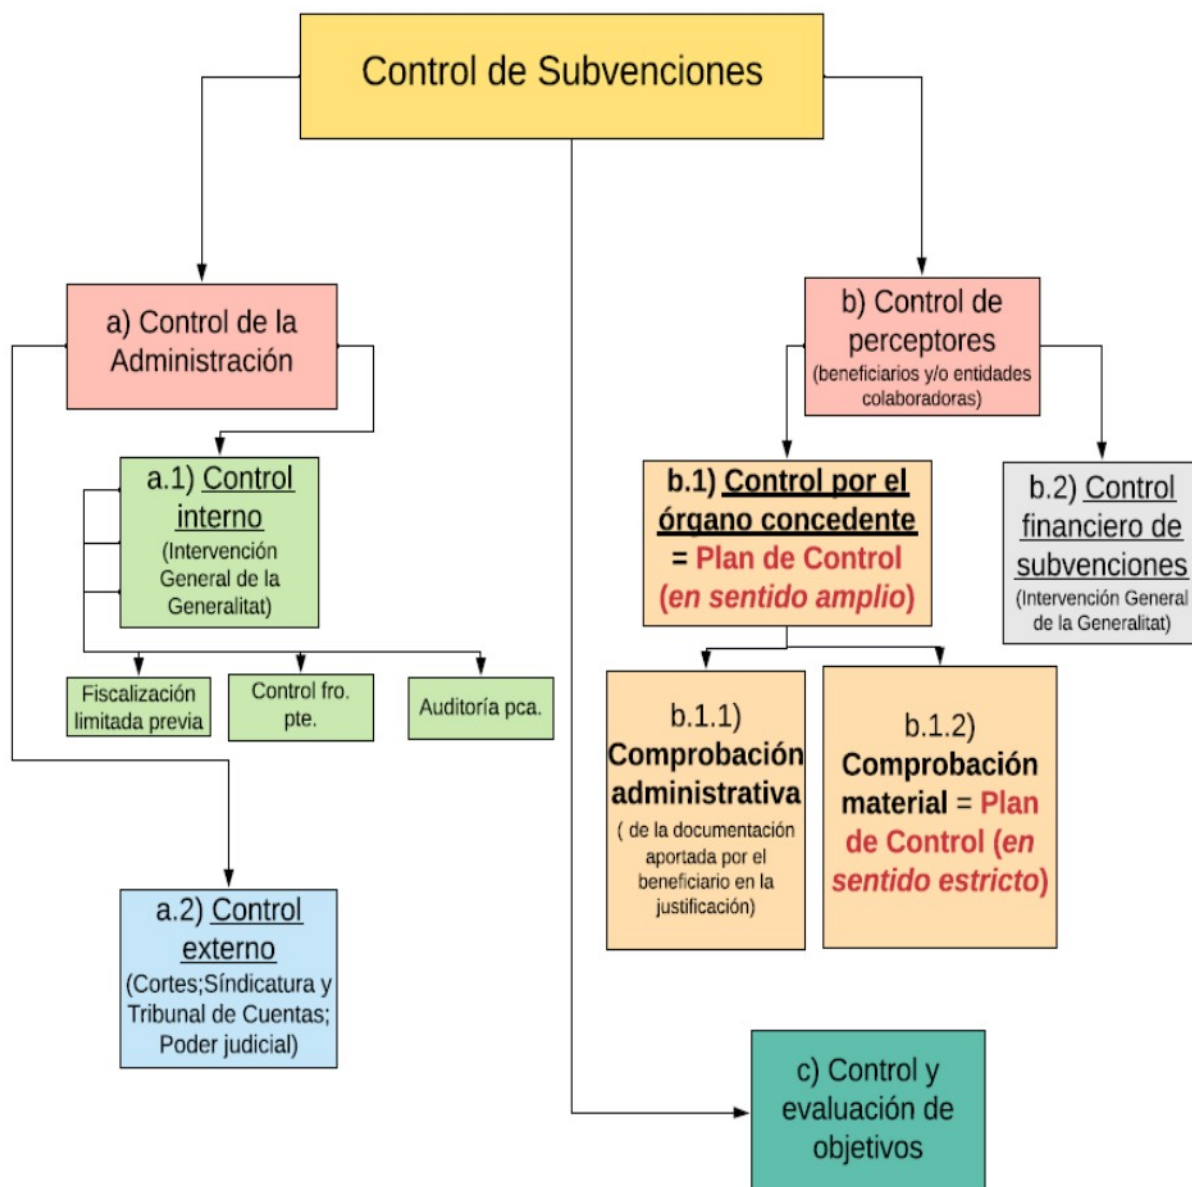 Control de Subvenciones
a) Control de la
Administración
b) Control de
perceptores
(beneficiarios y/o entidades
colaboradoras)
a.1) Control
interno
(Intervención
General de la
Generalitat)
b.1) Control por el
órgano concedente
= Plan de Control
(en sentido amplio)
b.2) Control
financiero de
subvenciones
(Intervención General
de la Generalitat)
Fiscalización
limitada previa
Control fro.
pte.
Auditoría pca.
b.1.1)
Comprobación
administrativa
( de la documentación
aportada por el
beneficiario en la
justificación)
b.1.2)
Comprobación
material = Plan
de Control (en
sentido estricto)
a.2) Control
externo
(Cortes;Síndicatura y
Tribunal de Cuentas;
Poder judicial)
c) Control y
evaluación de
objetivos